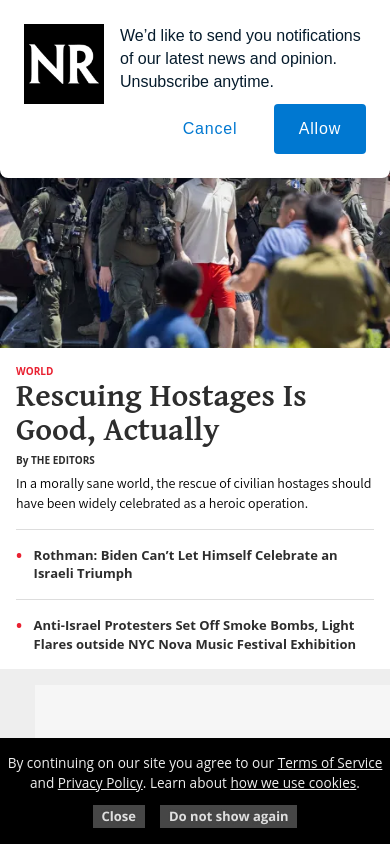 NR
We’d like to send you notifications
of our latest news and opinion.
Unsubscribe anytime.
Cancel
Allow
WORLD
Rescuing Hostages Is
Good, Actually
By THE EDITORS
In a morally sane world, the rescue of civilian hostages should
have been widely celebrated as a heroic operation.
• Rothman: Biden Can’t Let Himself Celebrate an
Israeli Triumph
• Anti-Israel Protesters Set Off Smoke Bombs, Light
Flares outside NYC Nova Music Festival Exhibition
By continuing on our site you agree to our Terms of Service
and Privacy Policy. Learn about how we use cookies.
Close
Do not show again